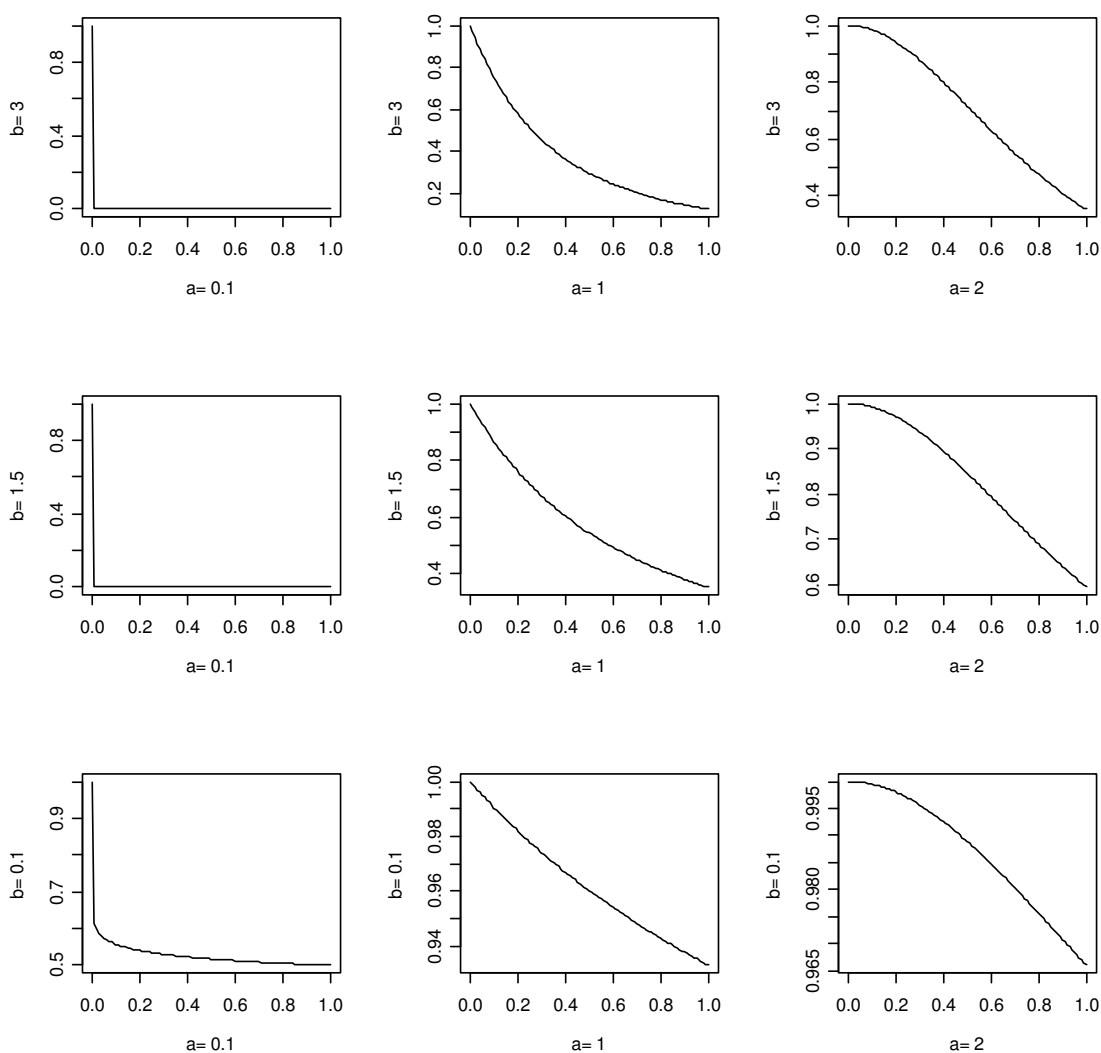 b= 3
0.0 0.4 0.8
0.0 0.2 0.4 0.6 0.8 1.0
a= 0.1
b= 3
0.2 0.4 0.6 0.8 1.0
0.0 0.2 0.4 0.6 0.8 1.0
a= 1
b= 3
0.4 0.6 0.8 1.0
0.0 0.2 0.4 0.6 0.8 1.0
a= 2
b= 1.5
0.0 0.4 0.8
0.0 0.2 0.4 0.6 0.8 1.0
a= 0.1
b= 1.5
0.4 0.6 0.8 1.0
0.0 0.2 0.4 0.6 0.8 1.0
a= 1
b= 1.5
0.6 0.7 0.8 0.9 1.0
0.0 0.2 0.4 0.6 0.8 1.0
a= 2
b= 0.1
0.5 0.7 0.9
0.0 0.2 0.4 0.6 0.8 1.0
a= 0.1
b= 0.1
0.94 0.96 0.98 1.00
0.0 0.2 0.4 0.6 0.8 1.0
a= 1
b= 0.1
0.965 0.980 0.995
0.0 0.2 0.4 0.6 0.8 1.0
a= 2